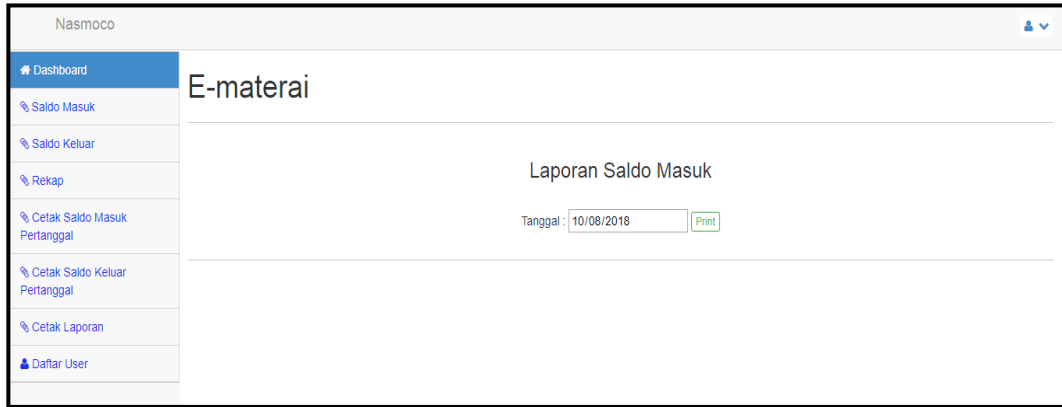 Nasmoco
Dashboard
Saldo Masuk
Saldo Keluar
Rekap
Cetak Saldo Masuk
Pertanggal
Cetak Saldo Keluar
Pertanggal
Cetak Laporan
Daftar User
E-materai
Laporan Saldo Masuk
Tanggal : 10/08/2018 Print